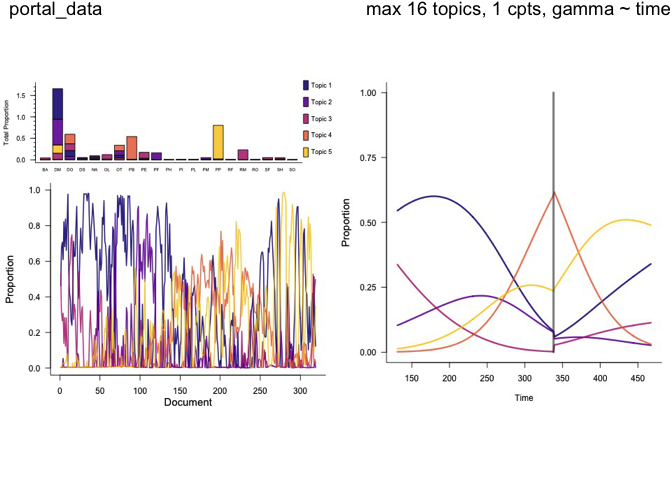 portal_data
max 16 topics, 1 cpts, gamma ~ time
Total Proportion
1.5
1.0
0.5
0.0
BA DM DO DS NA OL OT PB PE PF PH PI PL PM PP RF RM RO SF SH SO
Topic 1
Topic 2
Topic 3
Topic 4
Topic 5
Proportion
1.0
0.8
0.6
0.4
0.2
0.0
0 50 100 150 200 250 300
Document
Proportion
1.00
0.75
0.50
0.25
0.00
150 200 250 300 350 400 450
Time